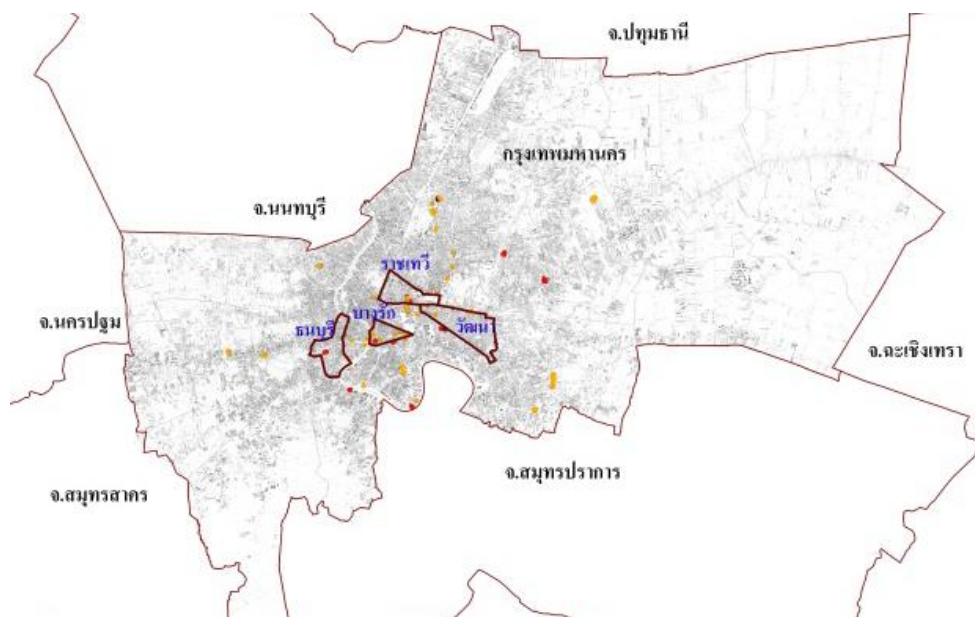 จ.ปทุมธานี
กรุงเทพมหานคร
จ.นนทบุรี
ราชเทวี
บางรัก
จ.นครปฐม
ธนบุรี
วัฒนา
จ.ฉะเชิงเทรา
จ.สมุทรปราการ
จ.สมุทรสาคร